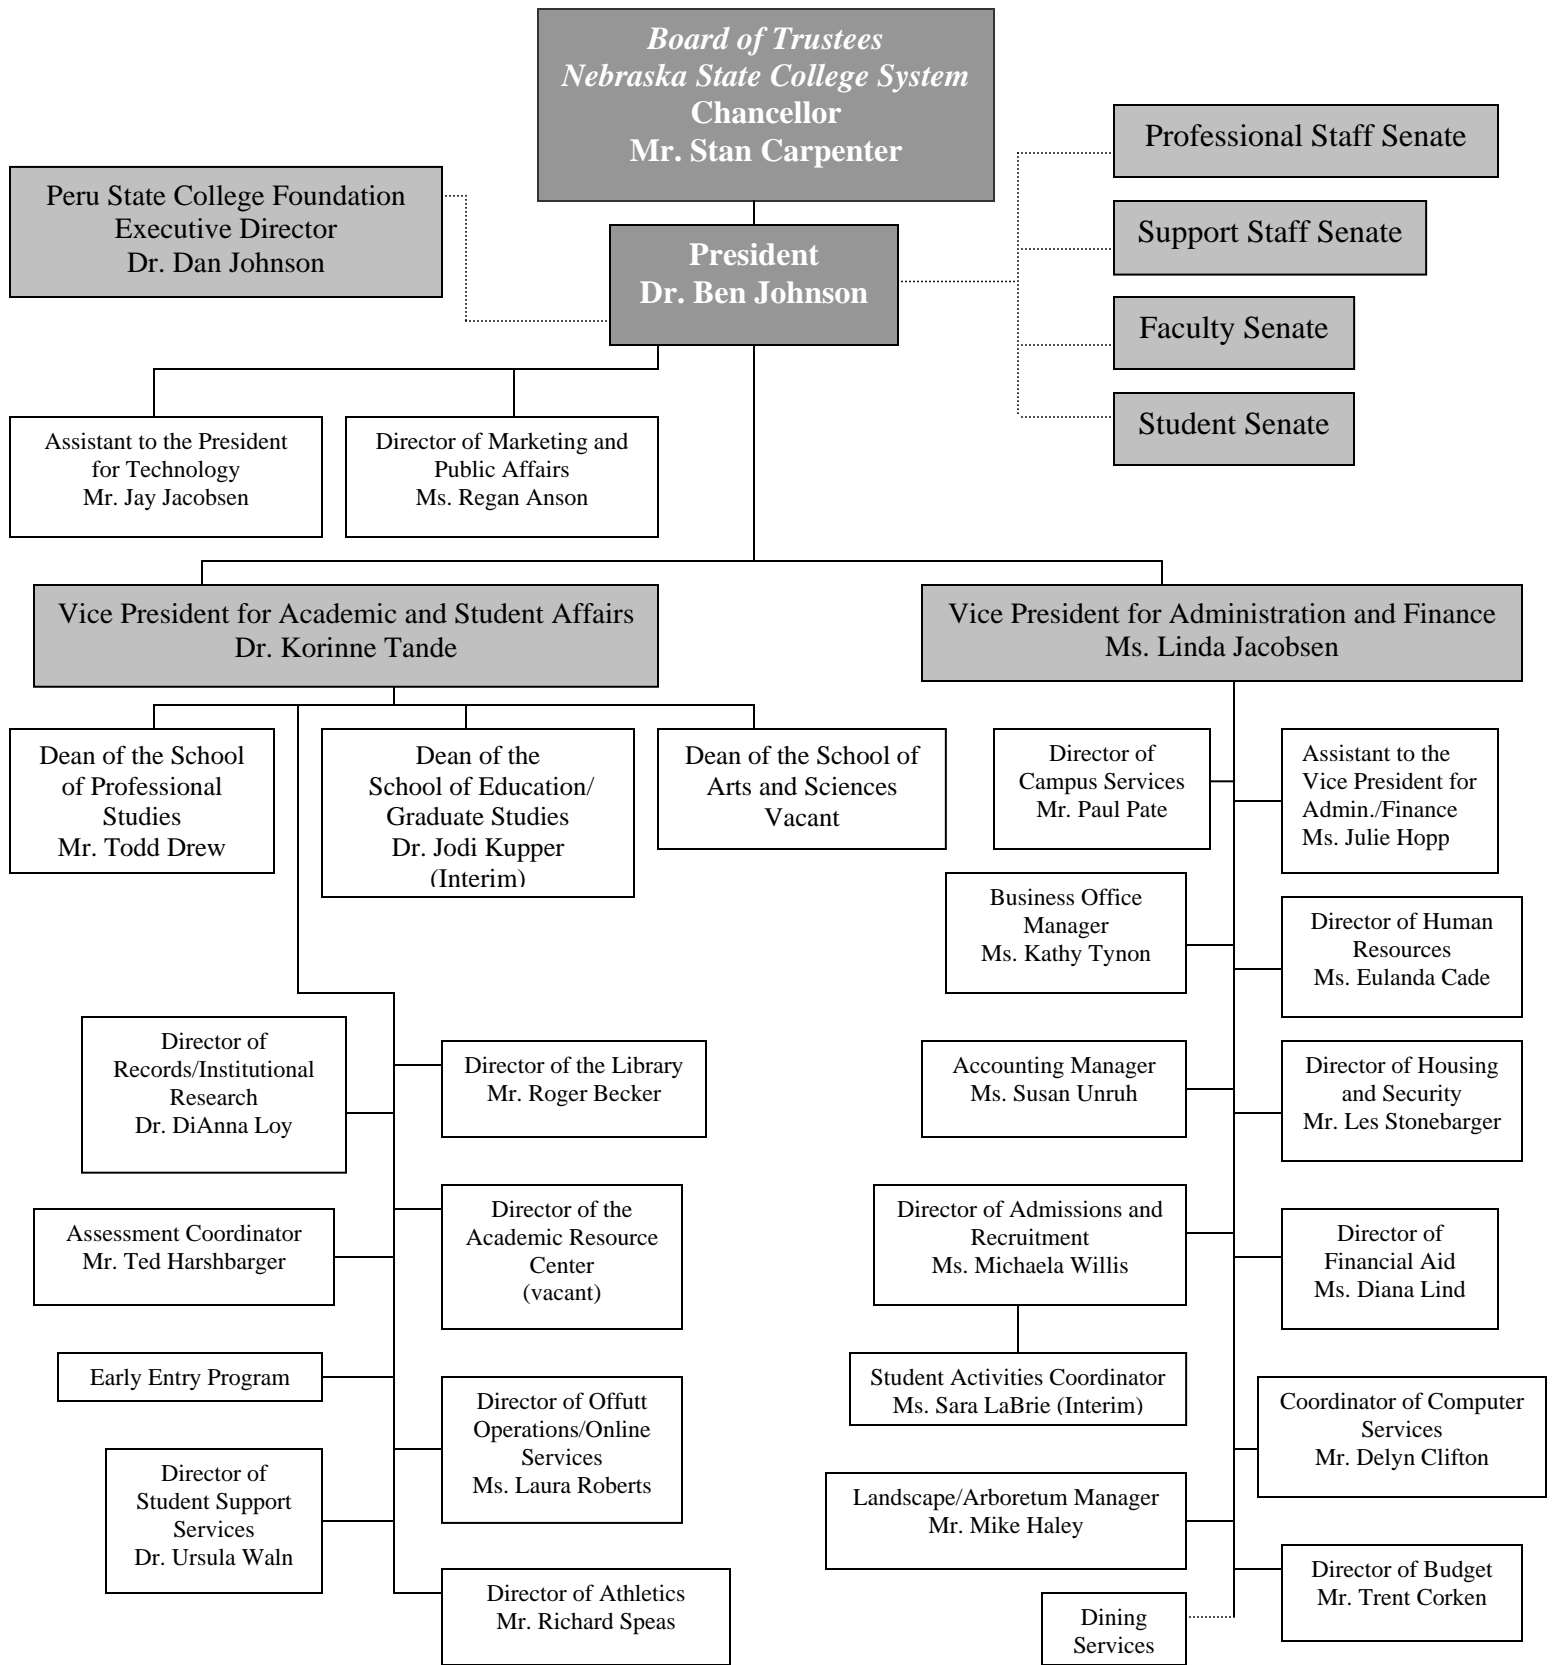 Board of Trustees
Nebraska State College System
Chancellor
Mr. Stan Carpenter
Professional Staff Senate
Peru State College Foundation
Executive Director
Dr. Dan Johnson
Support Staff Senate
President
Dr. Ben Johnson
Faculty Senate
Student Senate
Assistant to the President
for Technology
Mr. Jay Jacobsen
Director of Marketing and
Public Affairs
Ms. Regan Anson
Vice President for Academic and Student Affairs
Dr. Korinne Tande
Vice President for Administration and Finance
Ms. Linda Jacobsen
Dean of the School
of Professional
Studies
Mr. Todd Drew
Dean of the
School of Education/
Graduate Studies
Dr. Jodi Kupper
(Interim)
Dean of the School of
Arts and Sciences
Vacant
Director of
Campus Services
Mr. Paul Pate
Assistant to the
Vice President for
Admin./Finance
Ms. Julie Hopp
Business Office
Manager
Ms. Kathy Tynon
Director of Human
Resources
Ms. Eulanda Cade
Director of
Records/Institutional
Research
Dr. DiAnna Loy
Director of the Library
Mr. Roger Becker
Accounting Manager
Ms. Susan Unruh
Director of Housing
and Security
Mr. Les Stonebarger
Assessment Coordinator
Mr. Ted Harshbarger
Director of the
Academic Resource
Center
(vacant)
Director of Admissions and
Recruitment
Ms. Michaela Willis
Director of
Financial Aid
Ms. Diana Lind
Early Entry Program
Director of Offutt
Operations/Online
Services
Ms. Laura Roberts
Student Activities Coordinator
Ms. Sara LaBrie (Interim)
Coordinator of Computer
Services
Mr. Delyn Clifton
Director of
Student Support
Services
Dr. Ursula Waln
Landscape/Arboretum Manager
Mr. Mike Haley
Director of Athletics
Mr. Richard Speas
Dining
Services
Director of Budget
Mr. Trent Corken